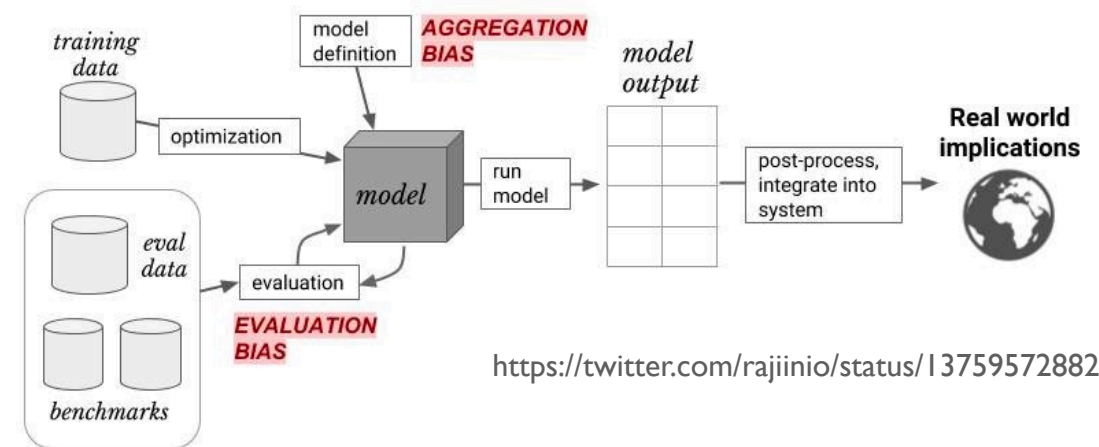 training
data
model
definition
AGGREGATION
BIAS
optimization
model
run
model
model
output
post-process,
integrate into
system
Real world
implications
eval
data
evaluation
EVALUATION
BIAS
benchmarks
https://twitter.com/rajiinio/status/13759572882